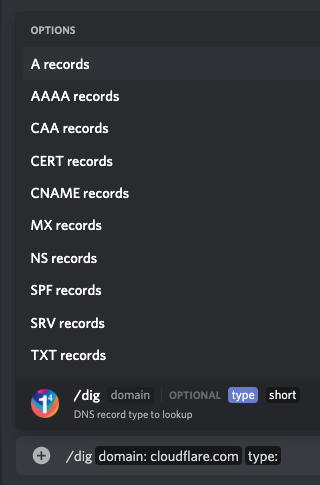 OPTIONS
A records
AAAA records
CAA records
CERT records
CNAME records
MX records
NS records
SPF records
SRV records
TXT records
1⁴ /dig domain OPTIONAL type short
DNS record type to lookup
/dig domain: cloudflare.com type: